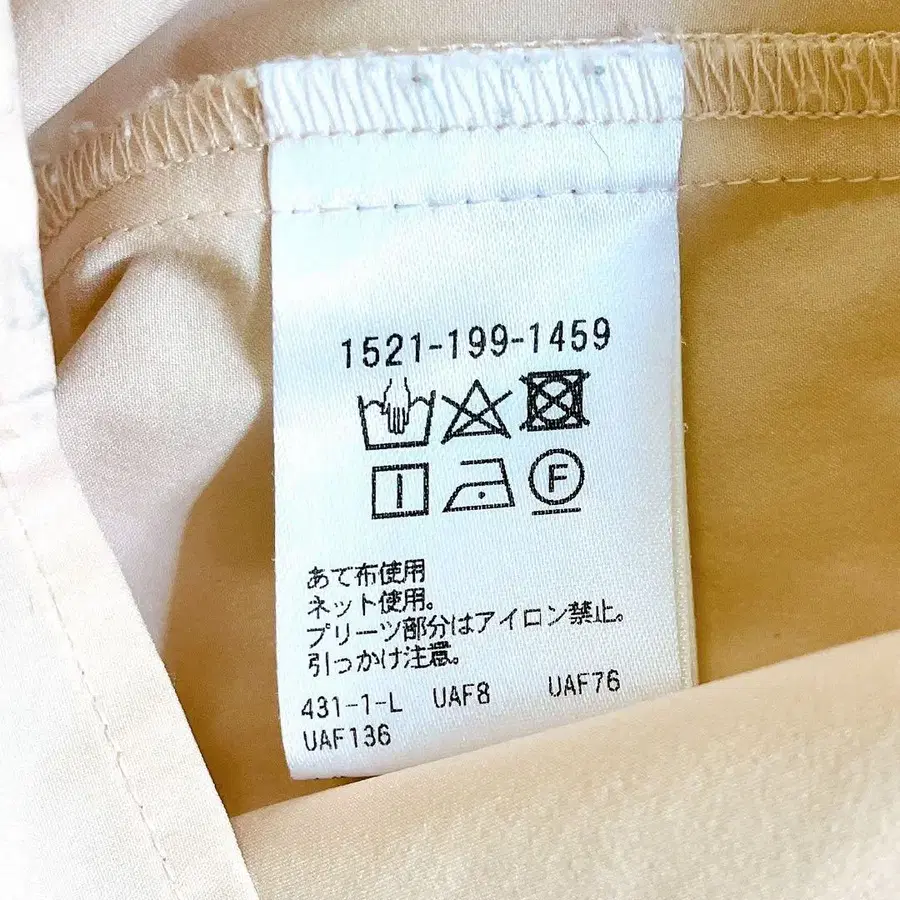 1521-199-1459
F
あて布使用
ネット使用。
プリーツ部分はアイロン禁止。
引っかけ注意。
431-1-L UAF8 UAF76
UAF136